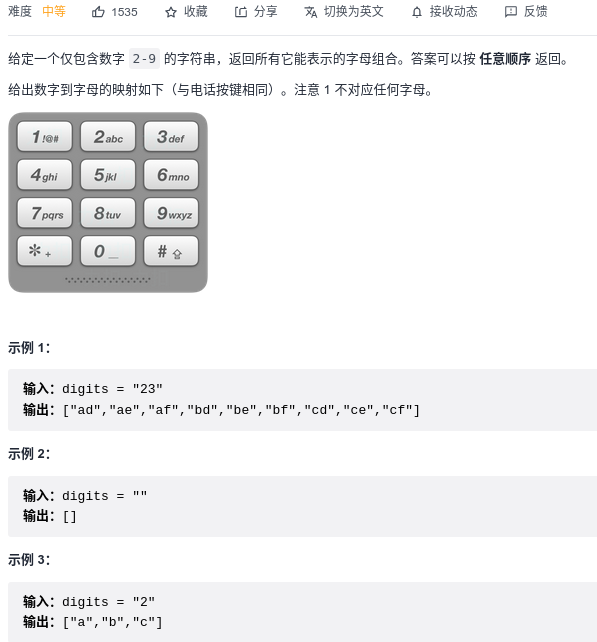 难度 中等 1535 收藏 分享 切换为英文 接收动态 反馈
给定一个仅包含数字 2-9 的字符串，返回所有它能表示的字母组合。答案可以按 任意顺序 返回。
给出数字到字母的映射如下（与电话按键相同）。注意 1 不对应任何字母。
1 !@# 2 abc 3 def
4 ghi 5 jkl 6 mno
7 pqrs 8 tuv 9 wxyz
* + 0 _ #
示例 1：
输入：digits = "23"
输出：["ad","ae","af","bd","be","bf","cd","ce","cf"]
示例 2：
输入：digits = ""
输出：[]
示例 3：
输入：digits = "2"
输出：["a","b","c"]